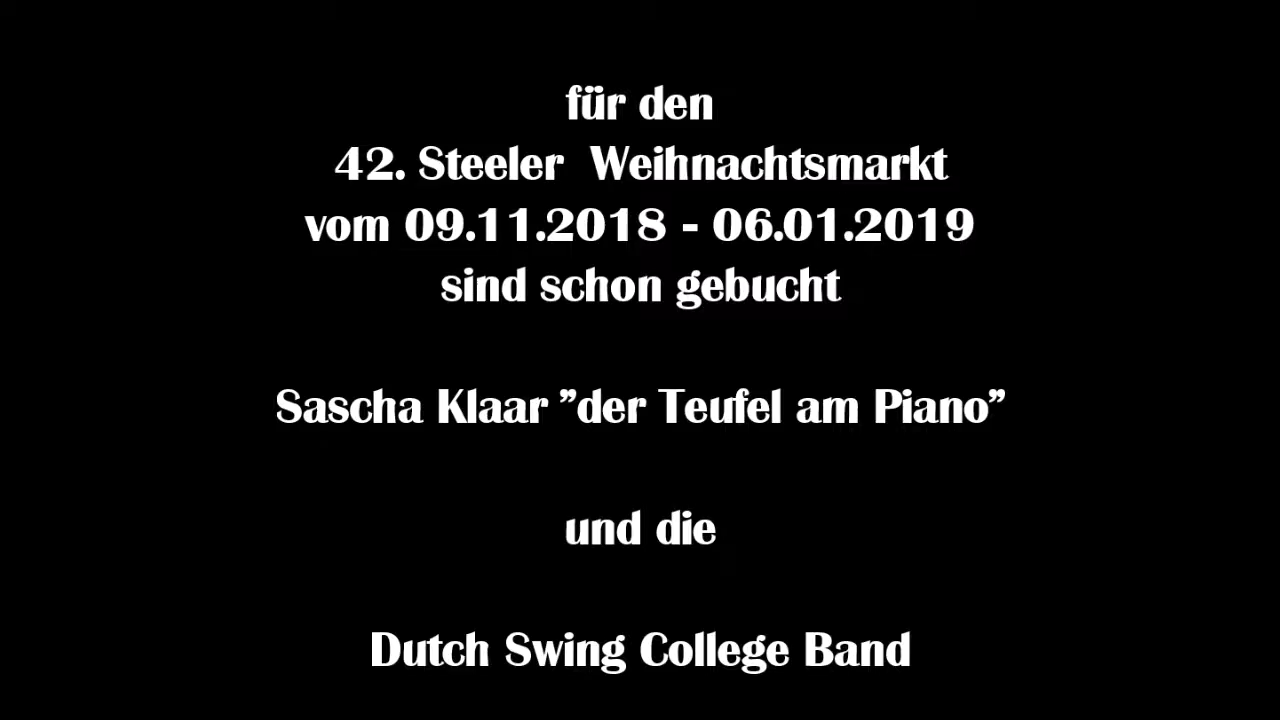 für den
42. Steeler Weihnachtsmarkt
vom 09.11.2018 - 06.01.2019
sind schon gebucht
Sascha Klaar ”der Teufel am Piano”
und die
Dutch Swing College Band